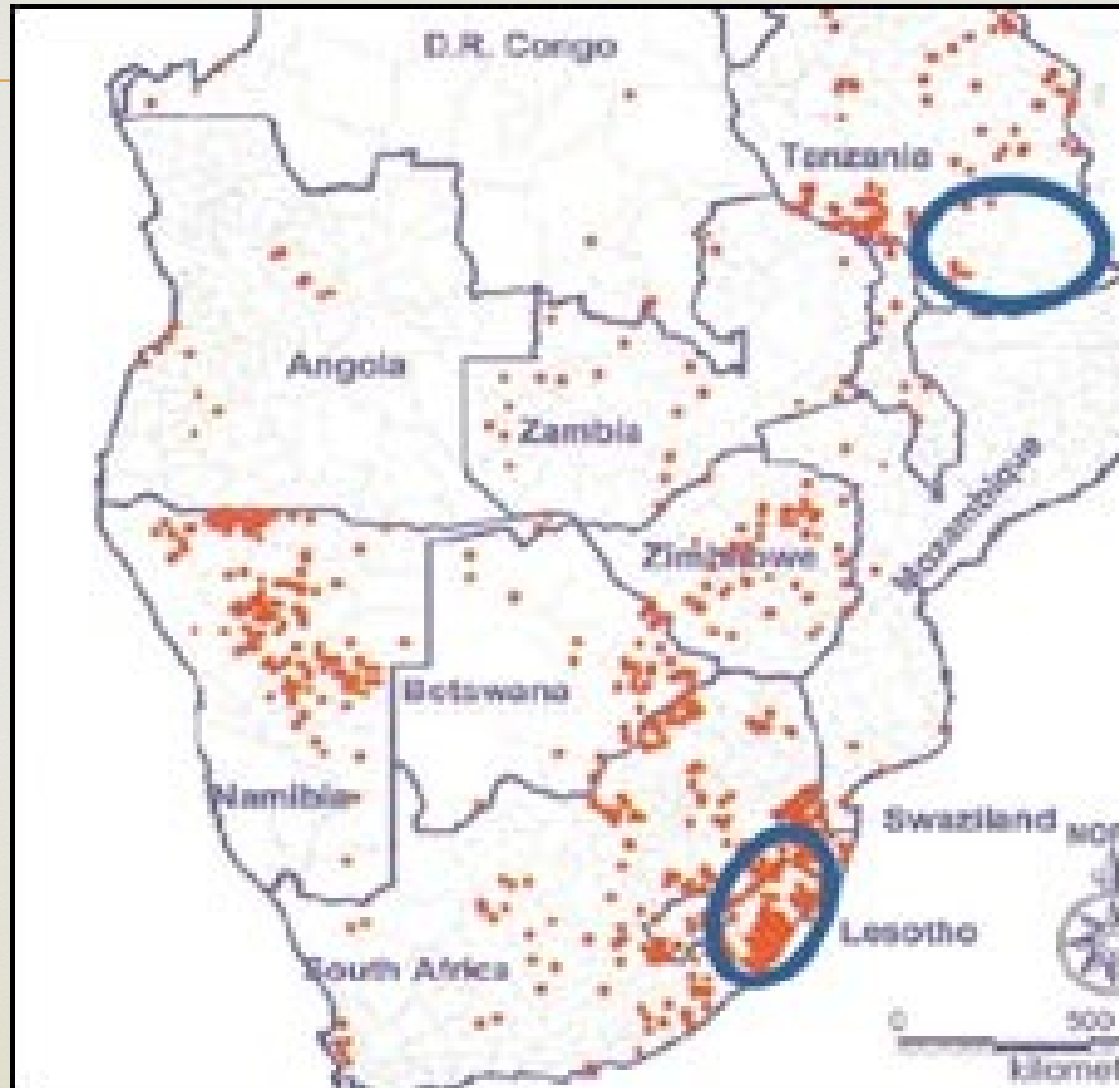 D.R. Congo
Tanzania
Angola
Zambia
Mozambique
Zimbabwe
Botswana
Namibia
Swaziland
Lesotho
South Africa
0 500